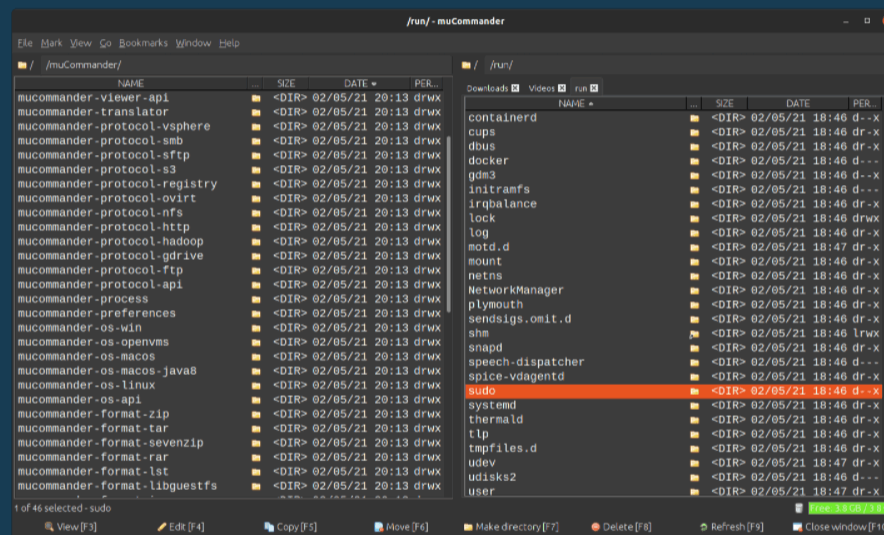 /run/ - muCommander
File Mark View Go Bookmarks Window Help
/ /muCommander/
NAME ... SIZE DATE PER...
mucommander-viewer-api <DIR> 02/05/21 20:13 drwx
mucommander-translator <DIR> 02/05/21 20:13 drwx
mucommander-protocol-vsphere <DIR> 02/05/21 20:13 drwx
mucommander-protocol-smb <DIR> 02/05/21 20:13 drwx
mucommander-protocol-sftp <DIR> 02/05/21 20:13 drwx
mucommander-protocol-s3 <DIR> 02/05/21 20:13 drwx
mucommander-protocol-registry <DIR> 02/05/21 20:13 drwx
mucommander-protocol-ovirt <DIR> 02/05/21 20:13 drwx
mucommander-protocol-nfs <DIR> 02/05/21 20:13 drwx
mucommander-protocol-http <DIR> 02/05/21 20:13 drwx
mucommander-protocol-hadoop <DIR> 02/05/21 20:13 drwx
mucommander-protocol-gdrive <DIR> 02/05/21 20:13 drwx
mucommander-protocol-ftp <DIR> 02/05/21 20:13 drwx
mucommander-protocol-api <DIR> 02/05/21 20:13 drwx
mucommander-process <DIR> 02/05/21 20:13 drwx
mucommander-preferences <DIR> 02/05/21 20:13 drwx
mucommander-os-win <DIR> 02/05/21 20:13 drwx
mucommander-os-openvms <DIR> 02/05/21 20:13 drwx
mucommander-os-macos <DIR> 02/05/21 20:13 drwx
mucommander-os-macos-java8 <DIR> 02/05/21 20:13 drwx
mucommander-os-linux <DIR> 02/05/21 20:13 drwx
mucommander-os-api <DIR> 02/05/21 20:13 drwx
mucommander-format-zip <DIR> 02/05/21 20:13 drwx
mucommander-format-tar <DIR> 02/05/21 20:13 drwx
mucommander-format-sevenzip <DIR> 02/05/21 20:13 drwx
mucommander-format-rar <DIR> 02/05/21 20:13 drwx
mucommander-format-lst <DIR> 02/05/21 20:13 drwx
mucommander-format-libguestfs <DIR> 02/05/21 20:13 drwx
/ /run/
Downloads Videos run
NAME ... SIZE DATE PER...
containerd <DIR> 02/05/21 18:46 d--x
cups <DIR> 02/05/21 18:46 dr-x
dbus <DIR> 02/05/21 18:46 dr-x
docker <DIR> 02/05/21 18:46 d---
gdm3 <DIR> 02/05/21 18:46 d--x
initramfs <DIR> 02/05/21 18:46 d---
irqbalance <DIR> 02/05/21 18:46 dr-x
lock <DIR> 02/05/21 18:46 drwx
log <DIR> 02/05/21 18:46 dr-x
motd.d <DIR> 02/05/21 18:47 dr-x
mount <DIR> 02/05/21 18:46 dr-x
netns <DIR> 02/05/21 18:46 dr-x
NetworkManager <DIR> 02/05/21 18:46 dr-x
plymouth <DIR> 02/05/21 18:46 dr-x
sendsigs.omit.d <DIR> 02/05/21 18:46 dr-x
shm <DIR> 02/05/21 18:46 lrwx
snapd <DIR> 02/05/21 18:46 dr-x
speech-dispatcher <DIR> 02/05/21 18:46 d---
spice-vdagentd <DIR> 02/05/21 18:46 dr-x
sudo <DIR> 02/05/21 18:46 d--x
systemd <DIR> 02/05/21 18:46 dr-x
thermald <DIR> 02/05/21 18:46 dr-x
tlp <DIR> 02/05/21 18:46 dr-x
tmpfiles.d <DIR> 02/05/21 18:46 dr-x
udev <DIR> 02/05/21 18:47 dr-x
udisks2 <DIR> 02/05/21 18:46 d---
user <DIR> 02/05/21 18:47 dr-x
1 of 46 selected - sudo
Free: 3.8 GB / 3.8
View [F3] Edit [F4] Copy [F5] Move [F6] Make directory [F7] Delete [F8] Refresh [F9] Close window [F10